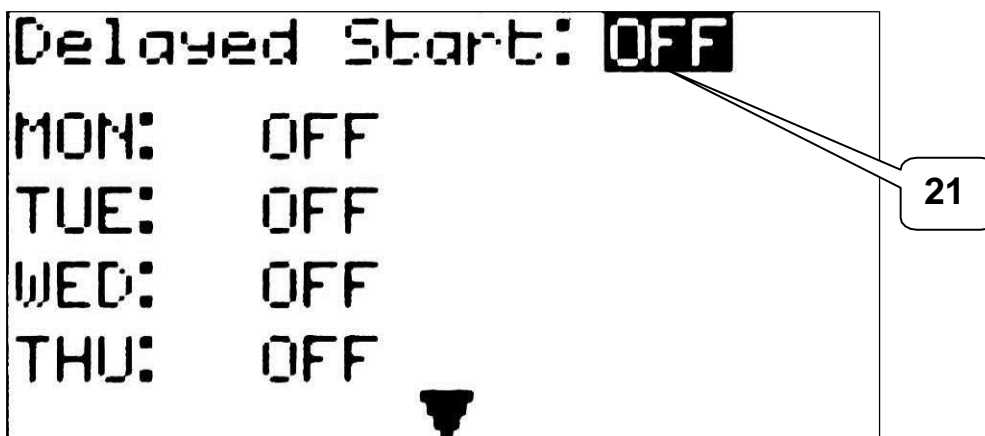 Delayed Start: OFF
21
MON: OFF
TUE: OFF
WED: OFF
THU: OFF